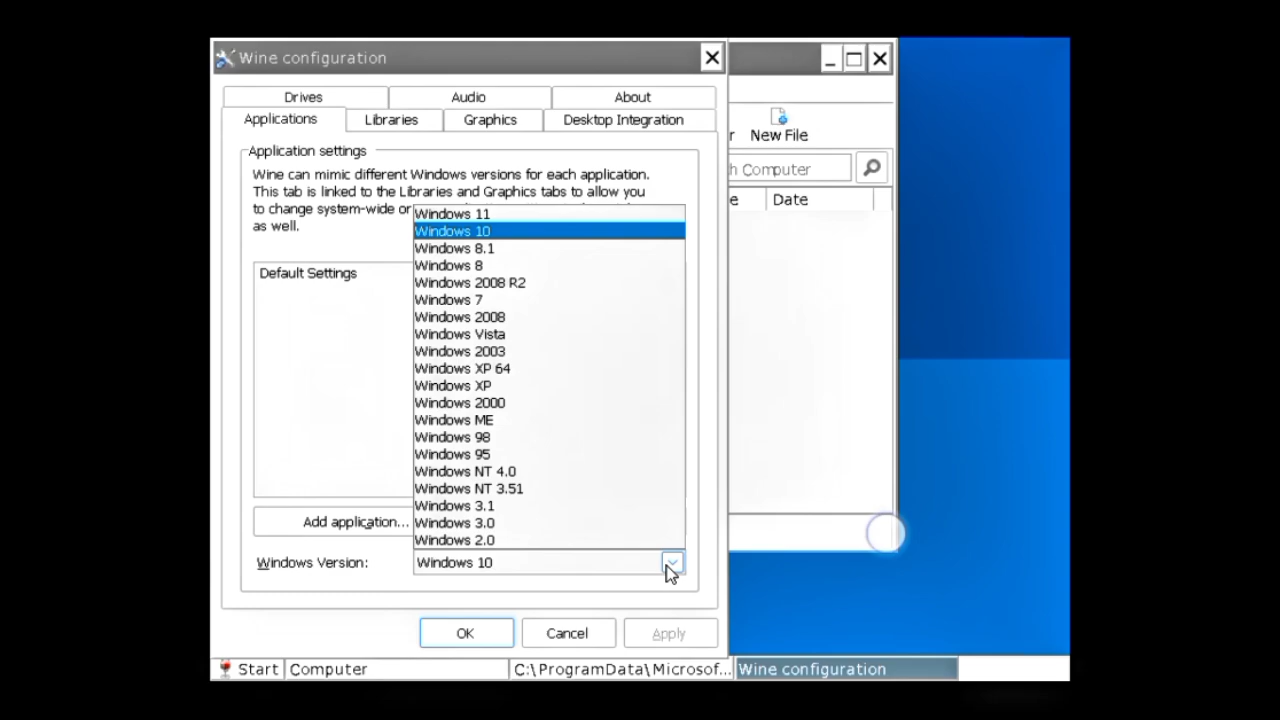 Wine configuration
Drives
Audio
About
Applications
Libraries
Graphics
Desktop Integration
Application settings
Wine can mimic different Windows versions for each application.
This tab is linked to the Libraries and Graphics tabs to allow you
to change system-wide or
as well.
Default Settings
Windows 11
Windows 10
Windows 8.1
Windows 8
Windows 2008 R2
Windows 7
Windows 2008
Windows Vista
Windows 2003
Windows XP 64
Windows XP
Windows 2000
Windows ME
Windows 98
Windows 95
Windows NT 4.0
Windows NT 3.51
Windows 3.1
Windows 3.0
Windows 2.0
Add application...
Windows Version:
Windows 10
OK
Cancel
Apply
New File
Computer
Date
Start
Computer
C:\ProgramData\Microsof...
Wine configuration